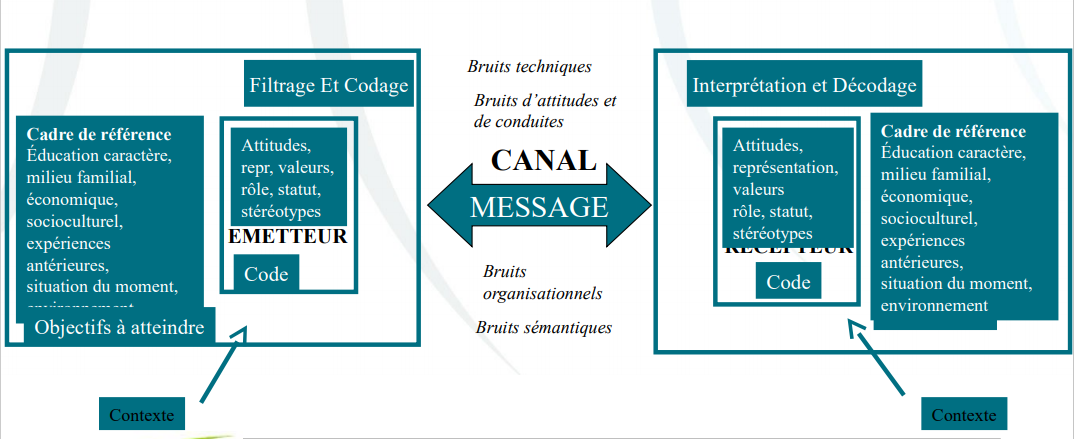 Filtrage Et Codage
Cadre de référence
Éducation caractère,
milieu familial,
économique,
socioculturel,
expériences
antérieures,
situation du moment,
environnement
Objectifs à atteindre
Attitudes,
repr, valeurs,
rôle, statut,
stéréotypes
EMETTEUR
Code
Contexte
Bruits techniques
Bruits d’attitudes et
de conduites
CANAL
MESSAGE
Bruits
organisationnels
Bruits sémantiques
Interprétation et Décodage
Attitudes,
représentation,
valeurs
rôle, statut,
stéréotypes
RECEPTEUR
Code
Cadre de référence
Éducation caractère,
milieu familial,
économique,
socioculturel,
expériences
antérieures,
situation du moment,
environnement
Contexte